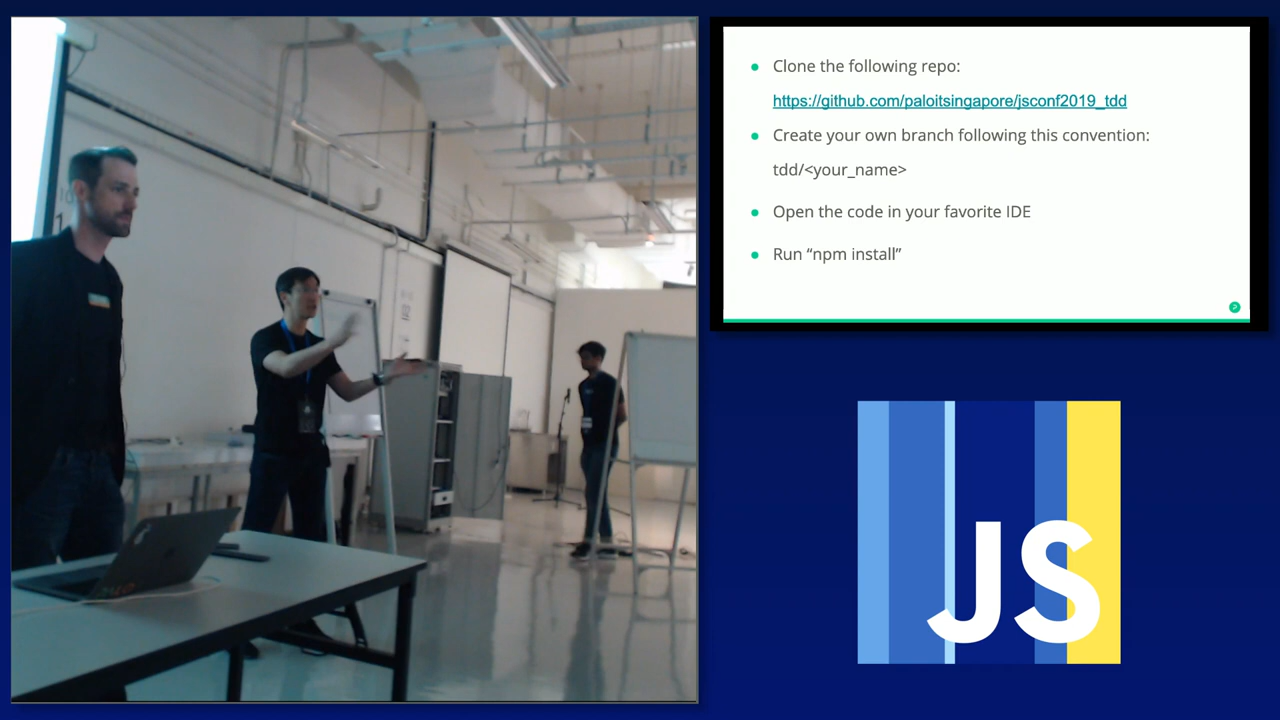 Clone the following repo:
https://github.com/paloitsingapore/jsconf2019_tdd
Create your own branch following this convention:
tdd/<your_name>
Open the code in your favorite IDE
Run “npm install”
JS